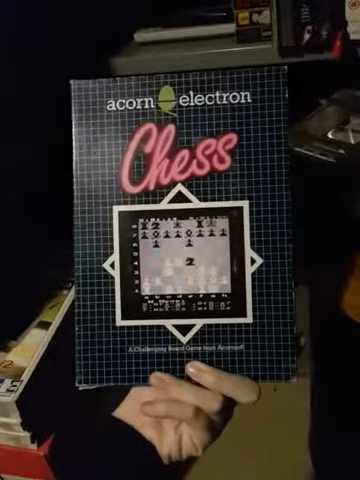 acorn electron
Chess
a b c d e f g h
A Challenging Board Game from Acornsoft